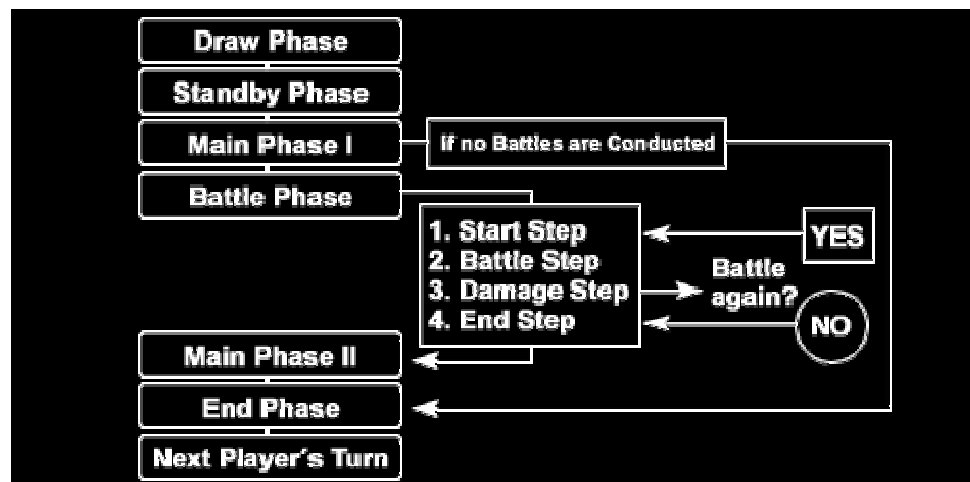 Draw Phase
Standby Phase
Main Phase I
If no Battles are Conducted
Battle Phase
1. Start Step
2. Battle Step
3. Damage Step
4. End Step
YES
Battle
again?
NO
Main Phase II
End Phase
Next Player's Turn